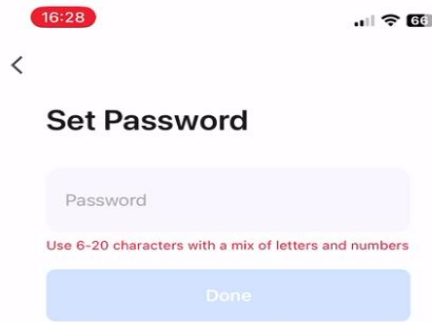 16:28
66
Set Password
Password
Use 6-20 characters with a mix of letters and numbers
Done